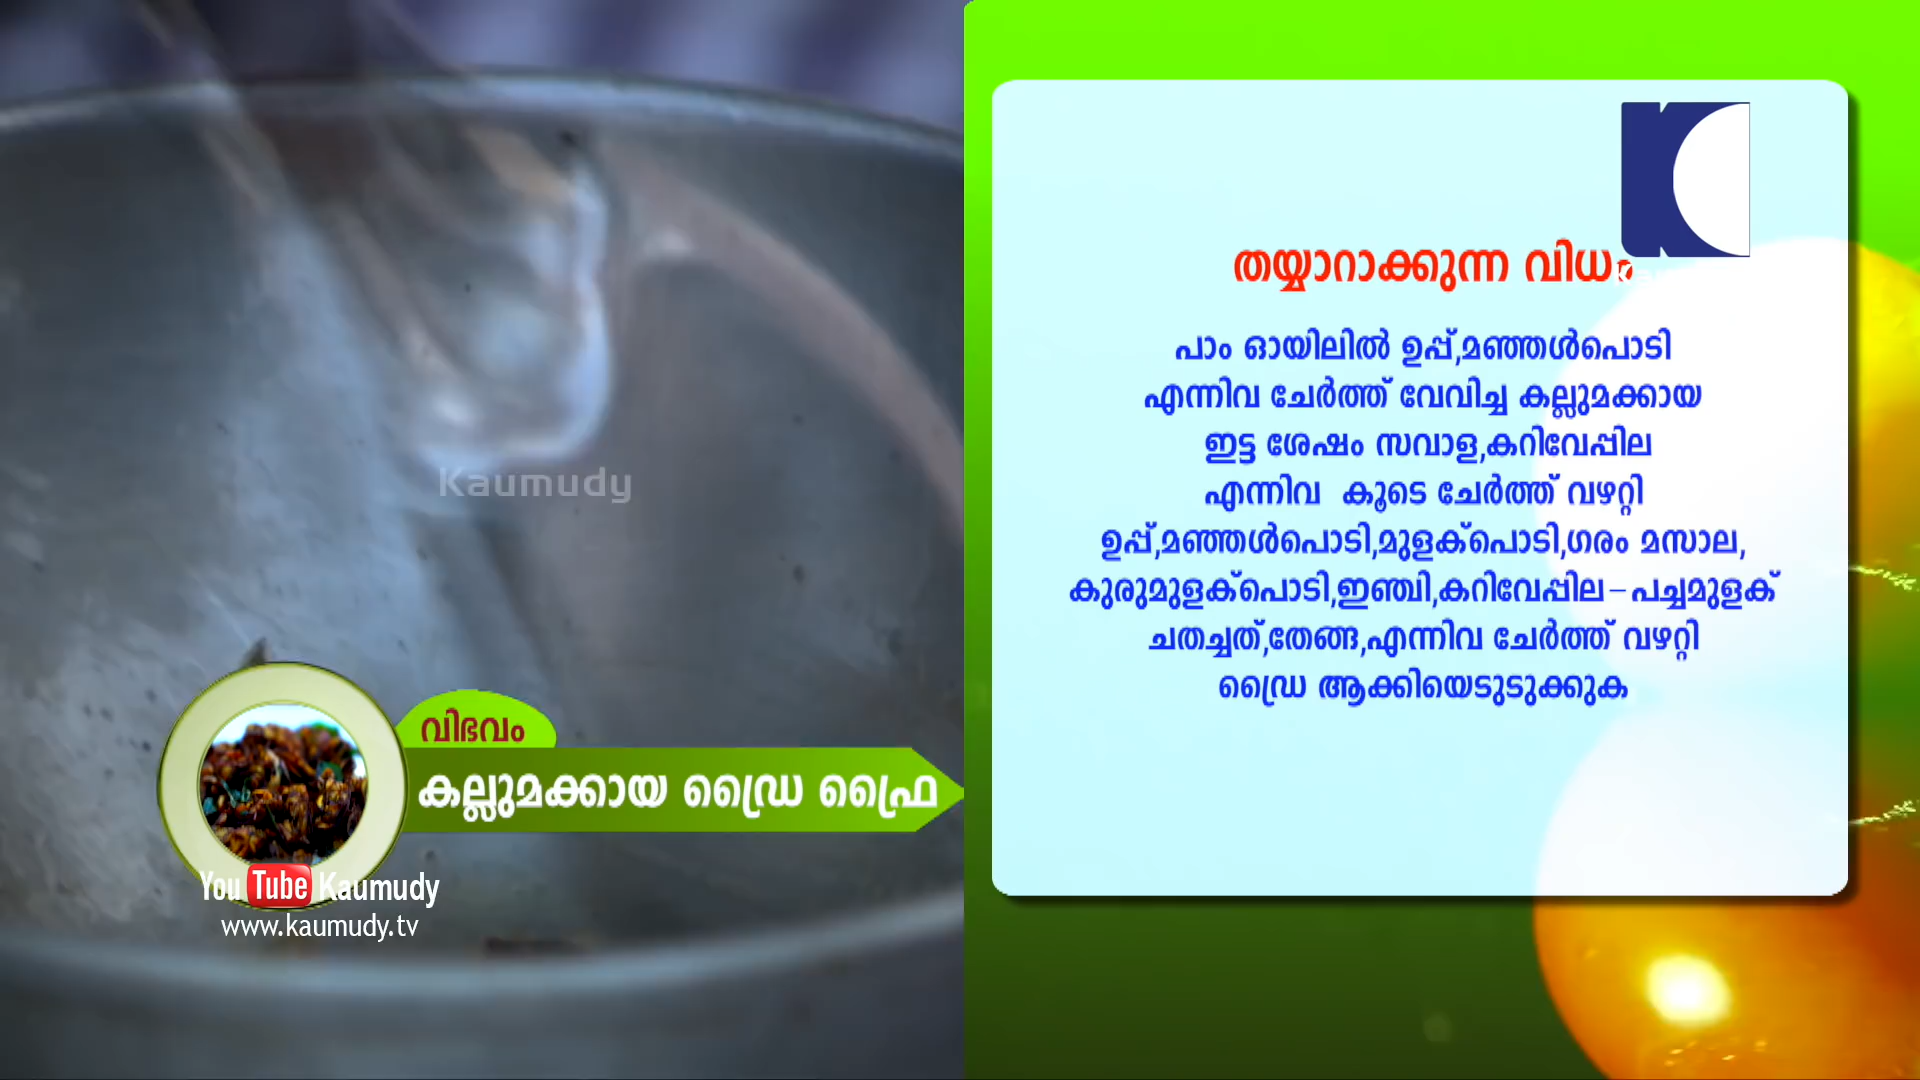 Kaumudy
വിഭവം
കല്ലുമക്കായ ഡ്രൈ ഫ്രൈ
You Tube Kaumudy
www.kaumudy.tv
തയ്യാറാക്കുന്ന വിധം
പാം ഓയിലിൽ ഉപ്പ്,മഞ്ഞൾപൊടി
എന്നിവ ചേർത്ത് വേവിച്ച കല്ലുമക്കായ
ഇട്ട ശേഷം സവാള,കറിവേപ്പില
എന്നിവ കൂടെ ചേർത്ത് വഴറ്റി
ഉപ്പ്,മഞ്ഞൾപൊടി,മുളക്പൊടി,ഗരം മസാല,
കുരുമുളക്പൊടി,ഇഞ്ചി,കറിവേപ്പില-പച്ചമുളക്
ചതച്ചത്,തേങ്ങ,എന്നിവ ചേർത്ത് വഴറ്റി
ഡ്രൈ ആക്കിയെടുടുക്കുക